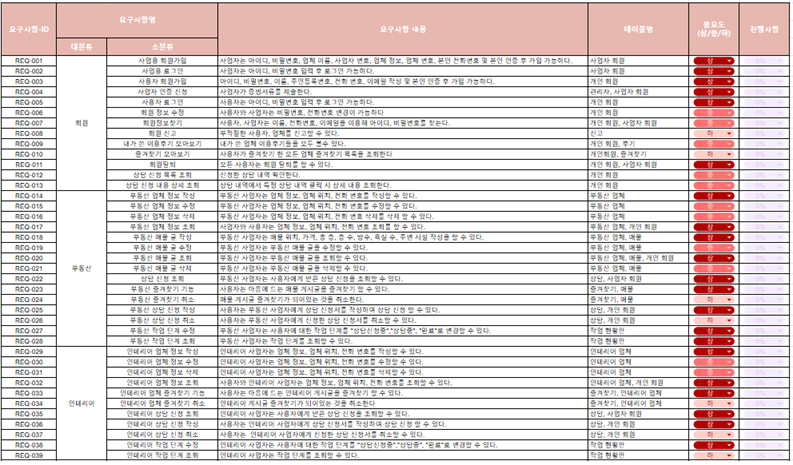 요구사항-ID 요구사항명 요구사항 내용 테이블명 중요도 (상/중/하) 진행사항
대분류 소분류
REQ-001 사업용 회원가입 사업자는 아이디, 비밀번호, 업체 이름, 사업자 번호, 업체 정보, 업체 번호, 본인 전화번호 및 본인 인증 후 가입 가능하다. 사업자 회원 상
REQ-002 사업용 로그인 사업자는 아이디, 비밀번호 입력 후 로그인 가능하다. 사업자 회원 상
REQ-003 사용자 회원가입 아이디, 비밀번호, 이름, 주민등록번호, 전화 번호, 이메일 작성 및 본인 인증 후 가입 가능하다. 개인 회원 상
REQ-004 사업자 인증 신청 사업자가 증빙서류를 제출한다. 관리자, 사업자 회원 상
REQ-005 사용자 로그인 사용자는 아이디, 비밀번호 입력 후 로그인 가능하다. 개인 회원 상
REQ-006 회원 정보 수정 사용자와 사업자는 비밀번호, 전화번호 변경이 가능하다 개인 회원 중
REQ-007 회원정보찾기 사용자, 사업자는 이름, 전화번호, 이메일을 이용해 아이디, 비밀번호를 찾는다. 개인 회원, 사업자 회원 중
REQ-008 회원 회원 신고 부적절한 사용자, 업체를 신고할 수 있다. 신고 하
REQ-009 내가 쓴 이용후기 모아보기 내가 쓴 업체 이용후기들을 모두 볼수 있다. 개인 회원, 후기 중
REQ-010 즐겨찾기 모아보기 사용자가 즐겨찾기 한 모든 업체 즐겨찾기 목록을 조회한다 개인회원, 즐겨찾기 하
REQ-011 회원탈퇴 모든 사용자는 회원 탈퇴를 할 수 있다. 개인 회원, 사업자 회원 상
REQ-012 상담 신청 목록 조회 신청한 상담 내역 확인한다. 개인 회원 중
REQ-013 상담 신청 내용 상세 조회 상담 내역에서 특정 상담 내역 클릭 시 상세 내용 조회한다. 개인 회원 중
REQ-014 부동산 업체 정보 작성 부동산 사업자는 업체 정보, 업체 위치, 전화 번호를 작성할 수 있다. 부동산 업체 상
REQ-015 부동산 업체 정보 수정 부동산 사업자는 업체 정보, 업체 위치, 전화 번호를 수정할 수 있다. 부동산 업체 중
REQ-016 부동산 업체 정보 삭제 부동산 사업자는 업체 정보, 업체 위치, 전화 번호 삭제를 삭제 할 수 있다. 부동산 업체 중
REQ-017 부동산 업체 정보 조회 사용자와 부동산 사업자는 업체 위치, 전화 번호를 조회할 수 있다. 부동산 업체, 개인 회원 상
REQ-018 부동산 매물 글 작성 부동산 사업자는 매물 위치, 가격, 총 층, 층 수, 방수, 욕실 수, 주변 시설 작성을 할 수 있다. 부동산 업체, 매물 상
REQ-019 부동산 매물 글 수정 부동산 사업자는 부동산 매물 글을 수정할 수 있다. 부동산 업체, 매물 중
REQ-020 부동산 매물 글 조회 부동산 사업자는 부동산 매물 글을 조회할 수 있다. 부동산 업체, 매물, 개인 회원 상
REQ-021 부동산 부동산 매물 글 삭제 부동산 사업자는 부동산 매물 글을 삭제할 수 있다. 부동산 업체, 매물 중
REQ-022 상담 신청 조회 부동산 사업자는 사용자에게 받은 상담 신청을 조회할 수 있다. 상담, 사업자 회원 상
REQ-023 부동산 즐겨찾기 기능 사용자는 마음에 드는 매물 게시글을 즐겨찾기 할 수 있다. 즐겨찾기, 매물 상
REQ-024 부동산 즐겨찾기 취소 매물 게시글 즐겨찾기가 되어있는 것을 취소한다. 즐겨찾기, 매물 하
REQ-025 부동산 상담 신청 작성 사용자는 부동산 사업자에게 상담 신청서를 작성하여 상담 신청할 수 있다. 상담, 개인 회원 상
REQ-026 부동산 상담 신청 취소 사용자는 부동산 사업자에게 신청한 상담 신청서를 취소할 수 있다. 상담, 개인 회원 하
REQ-027 부동산 작업 단계 수정 부동산 사업자는 사용자에 대한 작업 단계를 "상담신청중","상담중", "완료"로 변경할 수 있다. 작업 현황판 상
REQ-028 부동산 작업 단계 조회 부동산 사업자는 작업 단계를 조회할 수 있다. 작업 현황판 상
REQ-029 인테리어 업체 정보 작성 인테리어 사업자는 업체 정보, 업체 위치, 전화 번호를 작성할 수 있다. 인테리어 업체 상
REQ-030 인테리어 업체 정보 수정 인테리어 사업자는 업체 정보, 업체 위치, 전화 번호를 수정할 수 있다. 인테리어 업체 중
REQ-031 인테리어 업체 정보 삭제 인테리어 사업자는 업체 정보, 업체 위치, 전화 번호를 삭제할 수 있다. 인테리어 업체 중
REQ-032 인테리어 업체 정보 조회 사용자와 인테리어 사업자는 업체 정보, 업체 위치, 전화 번호를 조회할 수 있다. 인테리어 업체, 개인 회원 상
REQ-033 인테리어 업체 즐겨찾기 기능 사용자는 마음에 드는 인테리어 게시글을 즐겨찾기 할 수 있다. 즐겨찾기, 인테리어 업체 상
REQ-034 인테리어 인테리어 업체 즐겨찾기 취소 인테리어 게시글 즐겨찾기가 되어있는 것을 취소한다 즐겨찾기, 인테리어 업체 하
REQ-035 인테리어 상담 신청 조회 인테리어 사업자는 사용자에게 받은 상담 신청을 조회할 수 있다. 상담, 사업자 회원 상
REQ-036 인테리어 상담 신청 작성 사용자는 인테리어 사업자에게 상담 신청서를 작성하여 상담 신청할 수 있다. 상담, 개인 회원 상
REQ-037 인테리어 상담 신청 취소 사용자는 인테리어 사업자에게 신청한 상담 신청서를 취소할 수 있다. 상담, 개인 회원 하
REQ-038 인테리어 작업 단계 수정 인테리어 사업자는 사용자에 대한 작업 단계를 "상담신청중","상담중", "완료"로 변경할 수 있다. 작업 현황판 상
REQ-039 인테리어 작업 단계 조회 인테리어 사업자는 작업 단계를 조회할 수 있다. 작업 현황판 상